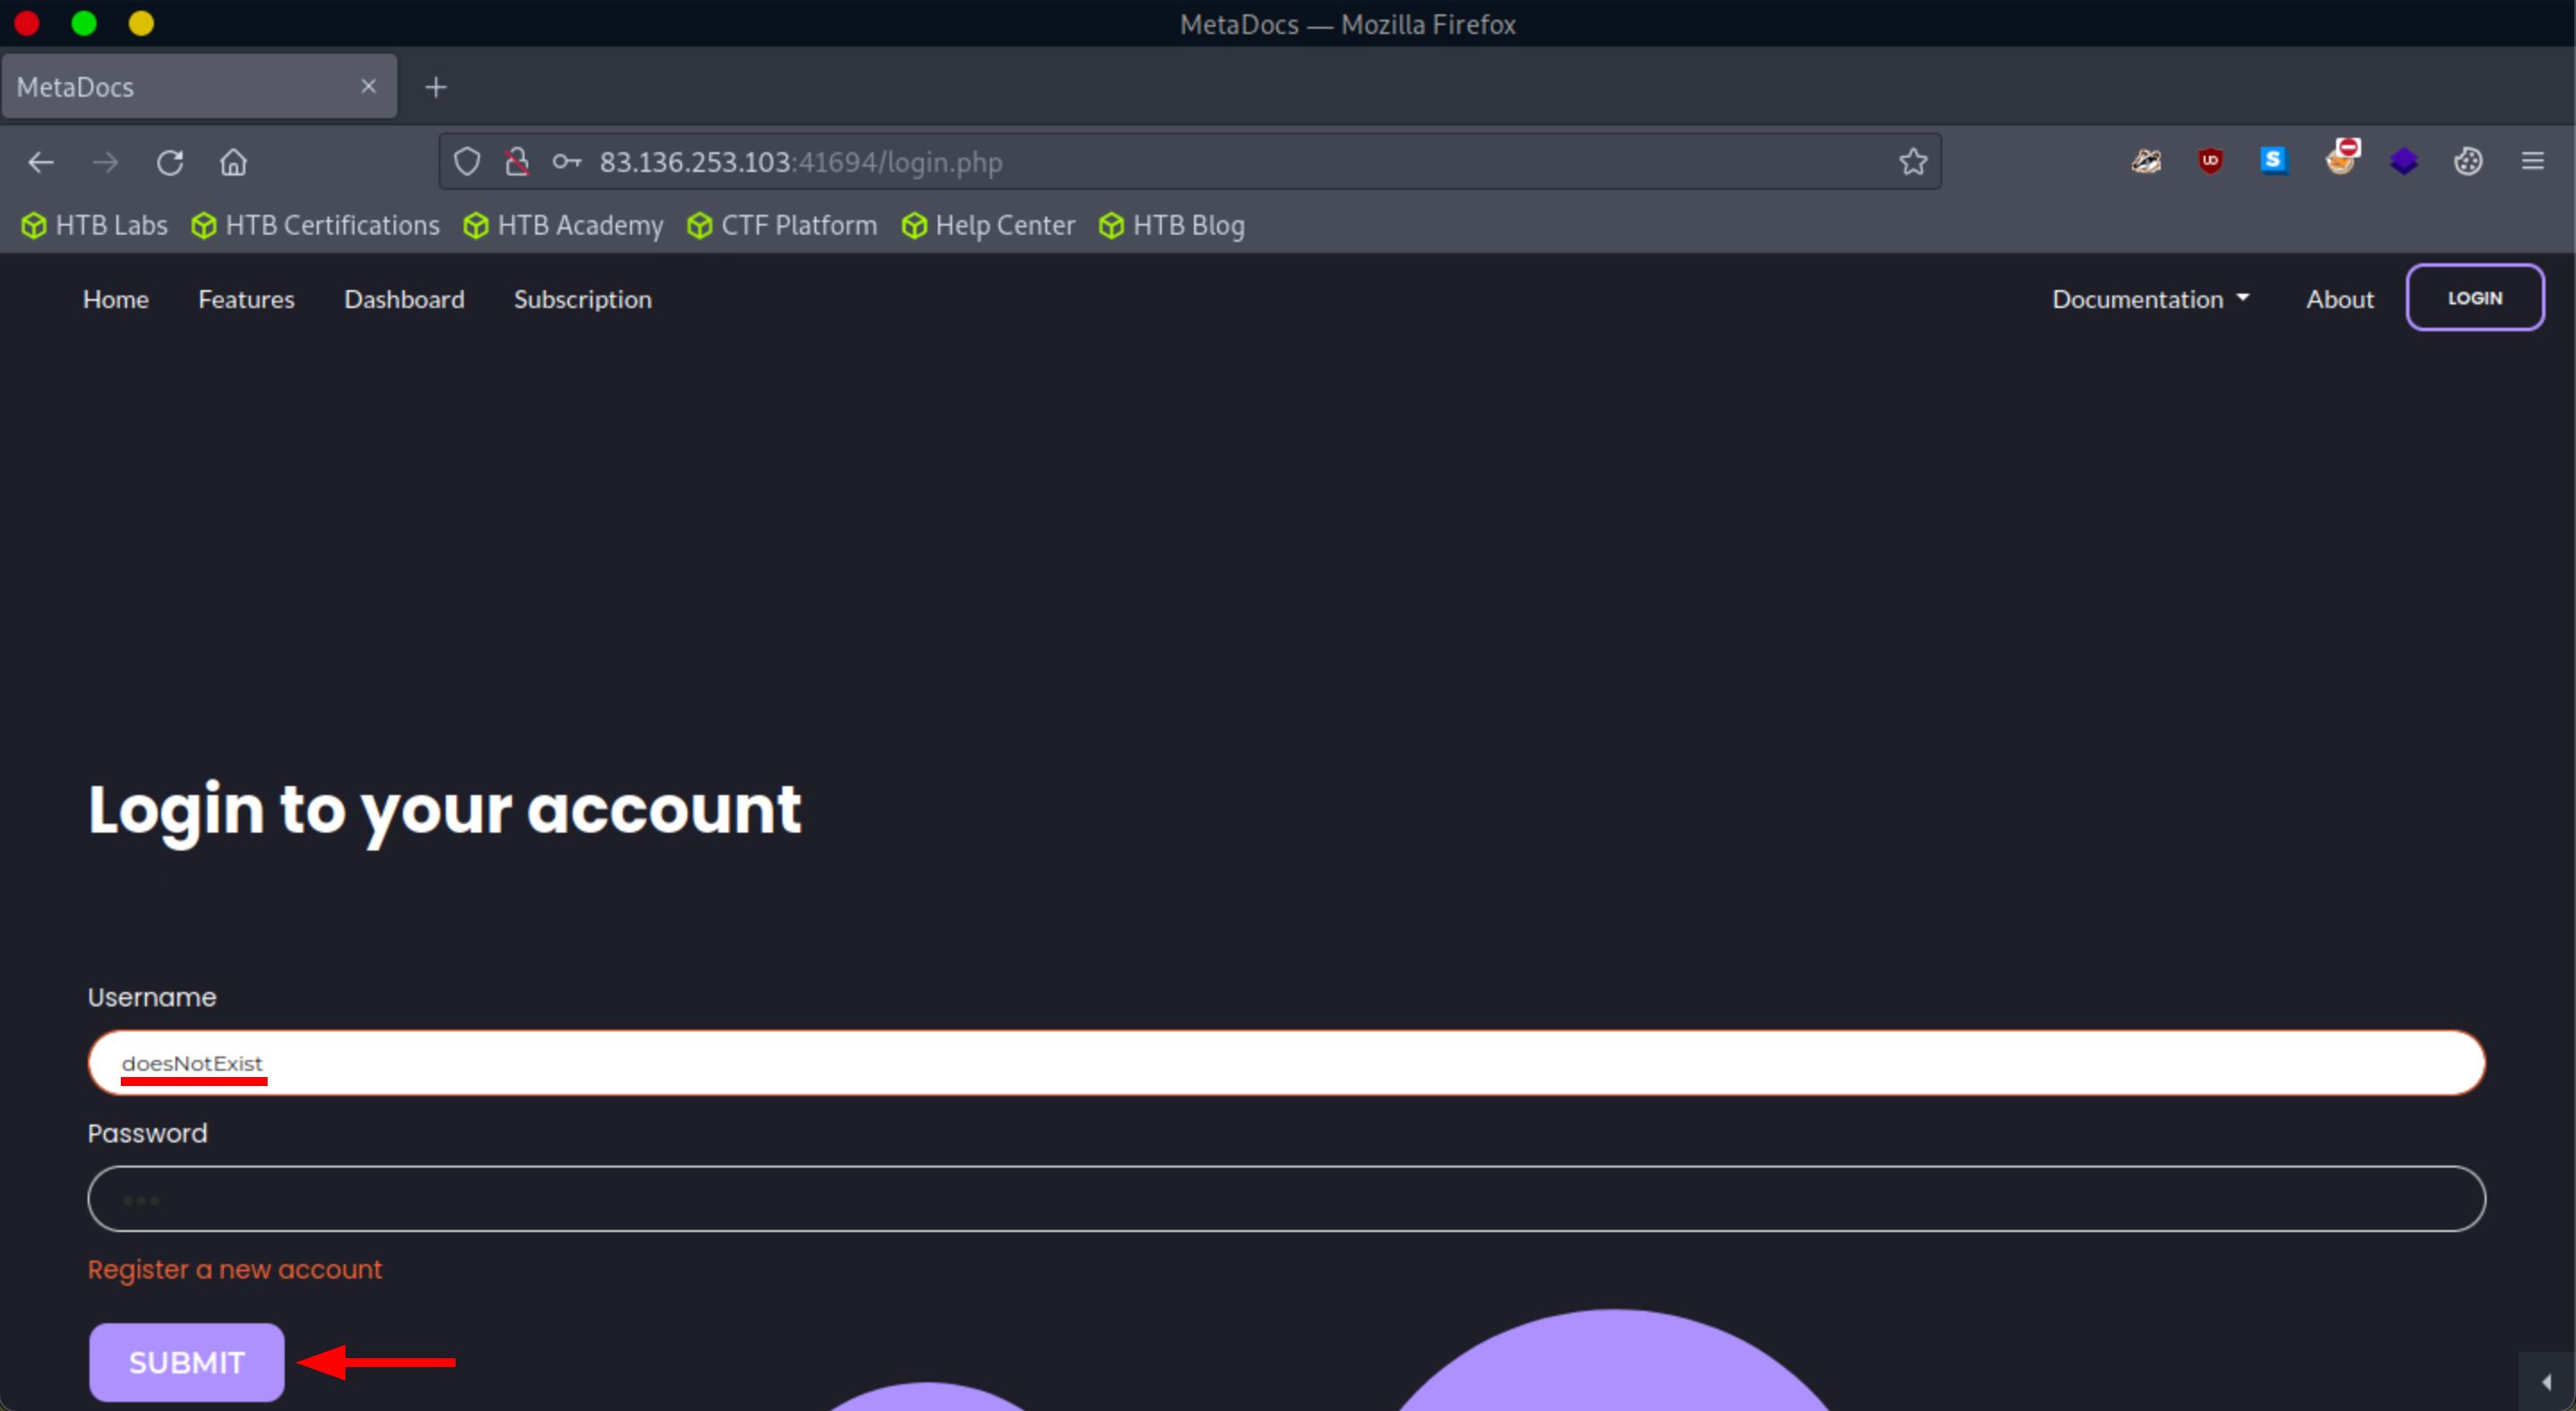 MetaDocs — Mozilla Firefox
MetaDocs
83.136.253.103:41694/login.php
HTB Labs HTB Certifications HTB Academy CTF Platform Help Center HTB Blog
Home Features Dashboard Subscription Documentation About LOGIN
Login to your account
Username
doesNotExist
Password
Register a new account
SUBMIT